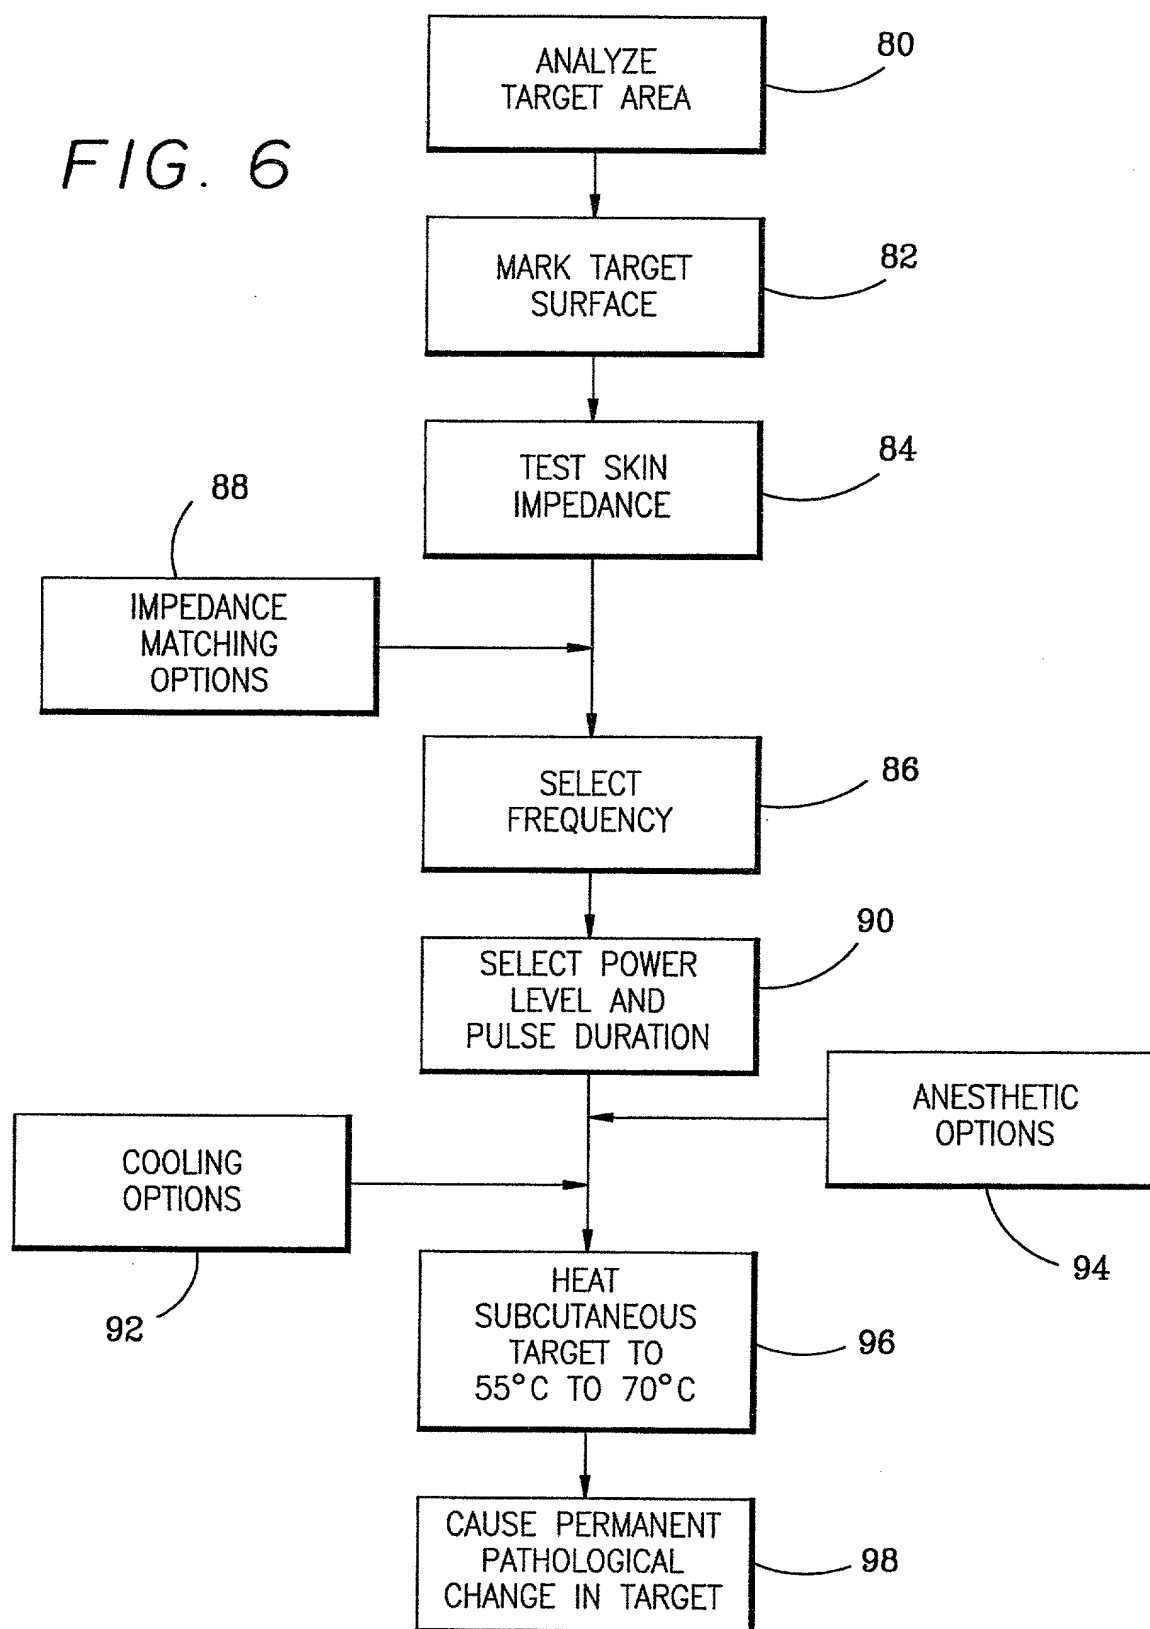 FIG. 6
ANALYZE
TARGET AREA
80
MARK TARGET
SURFACE
82
TEST SKIN
IMPEDANCE
84
88
IMPEDANCE
MATCHING
OPTIONS
SELECT
FREQUENCY
86
SELECT POWER
LEVEL AND
PULSE DURATION
90
ANESTHETIC
OPTIONS
94
COOLING
OPTIONS
92
HEAT
SUBCUTANEOUS
TARGET TO
55°C TO 70°C
96
CAUSE PERMANENT
PATHOLOGICAL
CHANGE IN TARGET
98